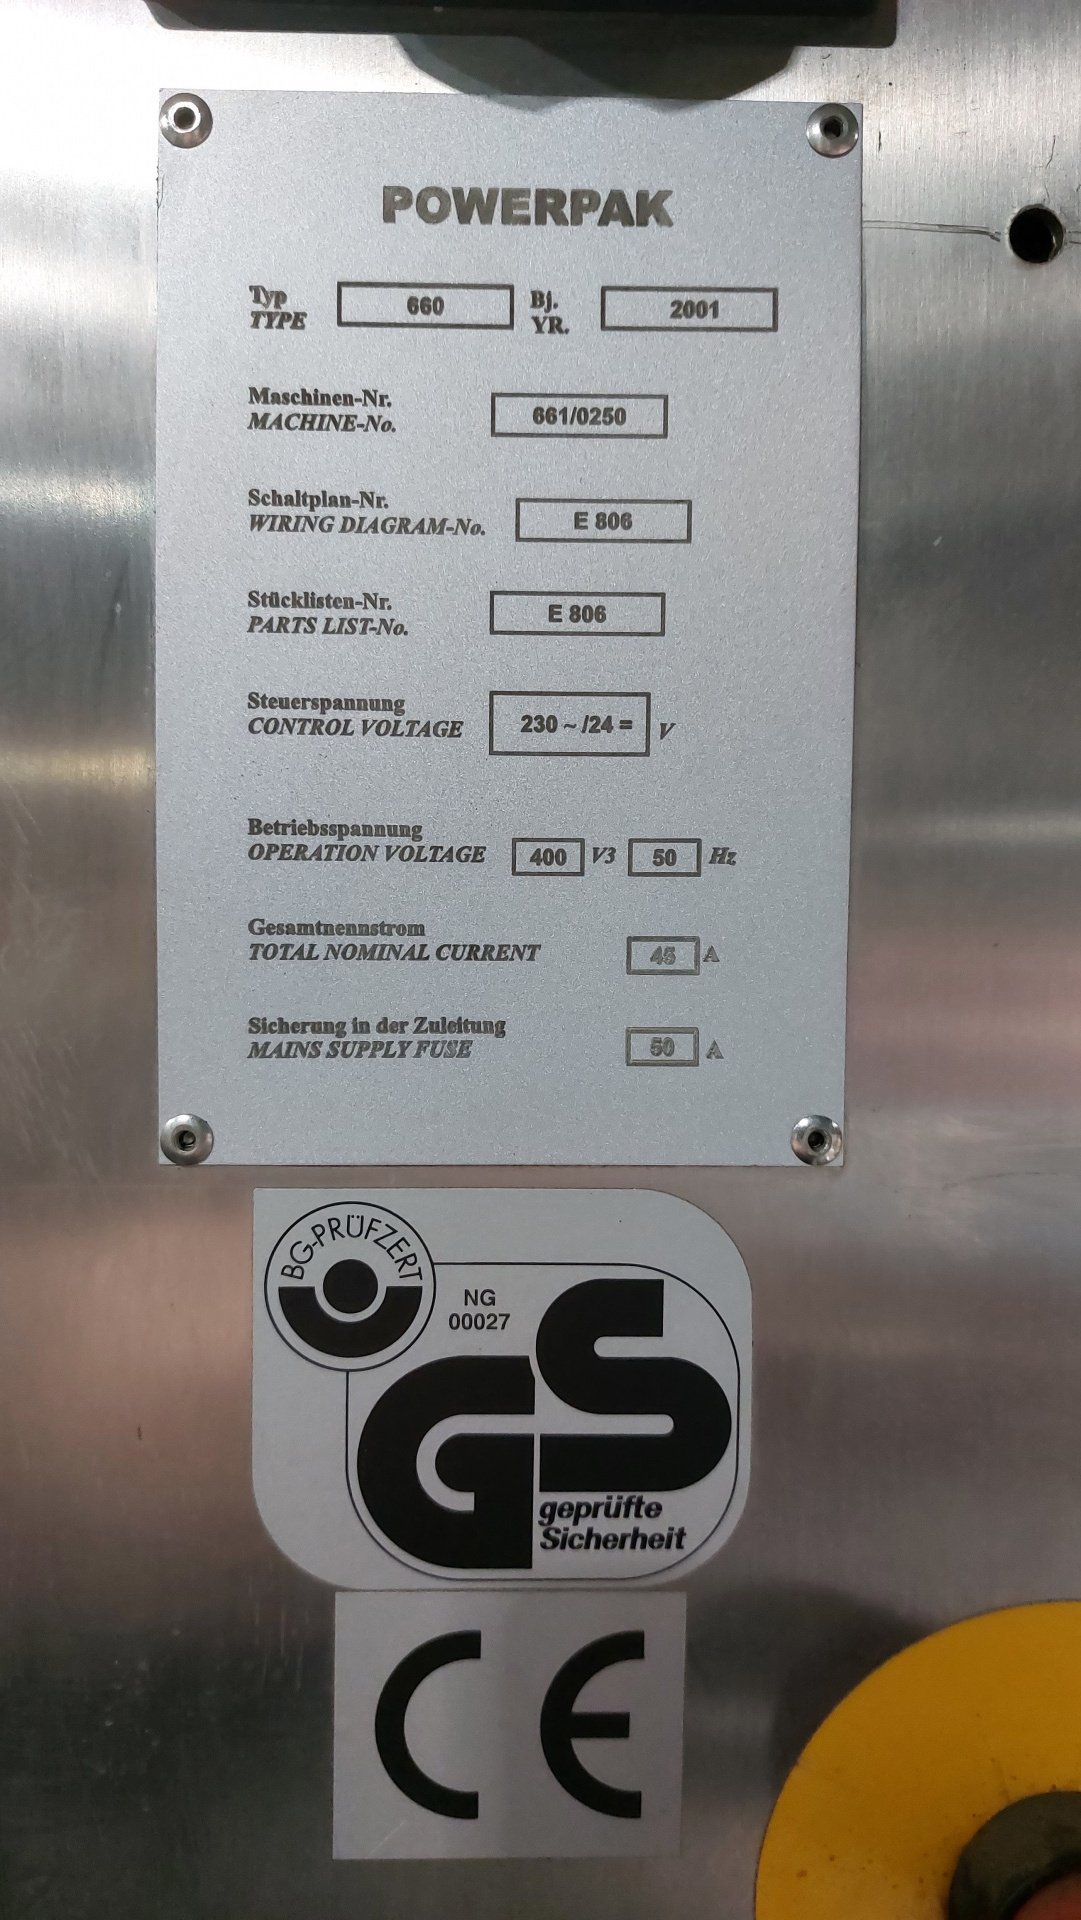 POWERPAK
Typ 660 Bj. 2001
TYPE YR.
Maschinen-Nr. 661/0250
MACHINE-No.
Schaltplan-Nr. E 806
WIRING DIAGRAM-No.
Stücklisten-Nr. E 806
PARTS LIST-No.
Steuerspannung
CONTROL VOLTAGE 230 ~ /24 = V
Betriebsspannung
OPERATION VOLTAGE 400 V3 50 Hz
Gesamtnennstrom
TOTAL NOMINAL CURRENT 45 A
Sicherung in der Zuleitung
MAINS SUPPLY FUSE 50 A
BG-PRÜFZERT
NG
00027
GS
geprüfte
Sicherheit
CE